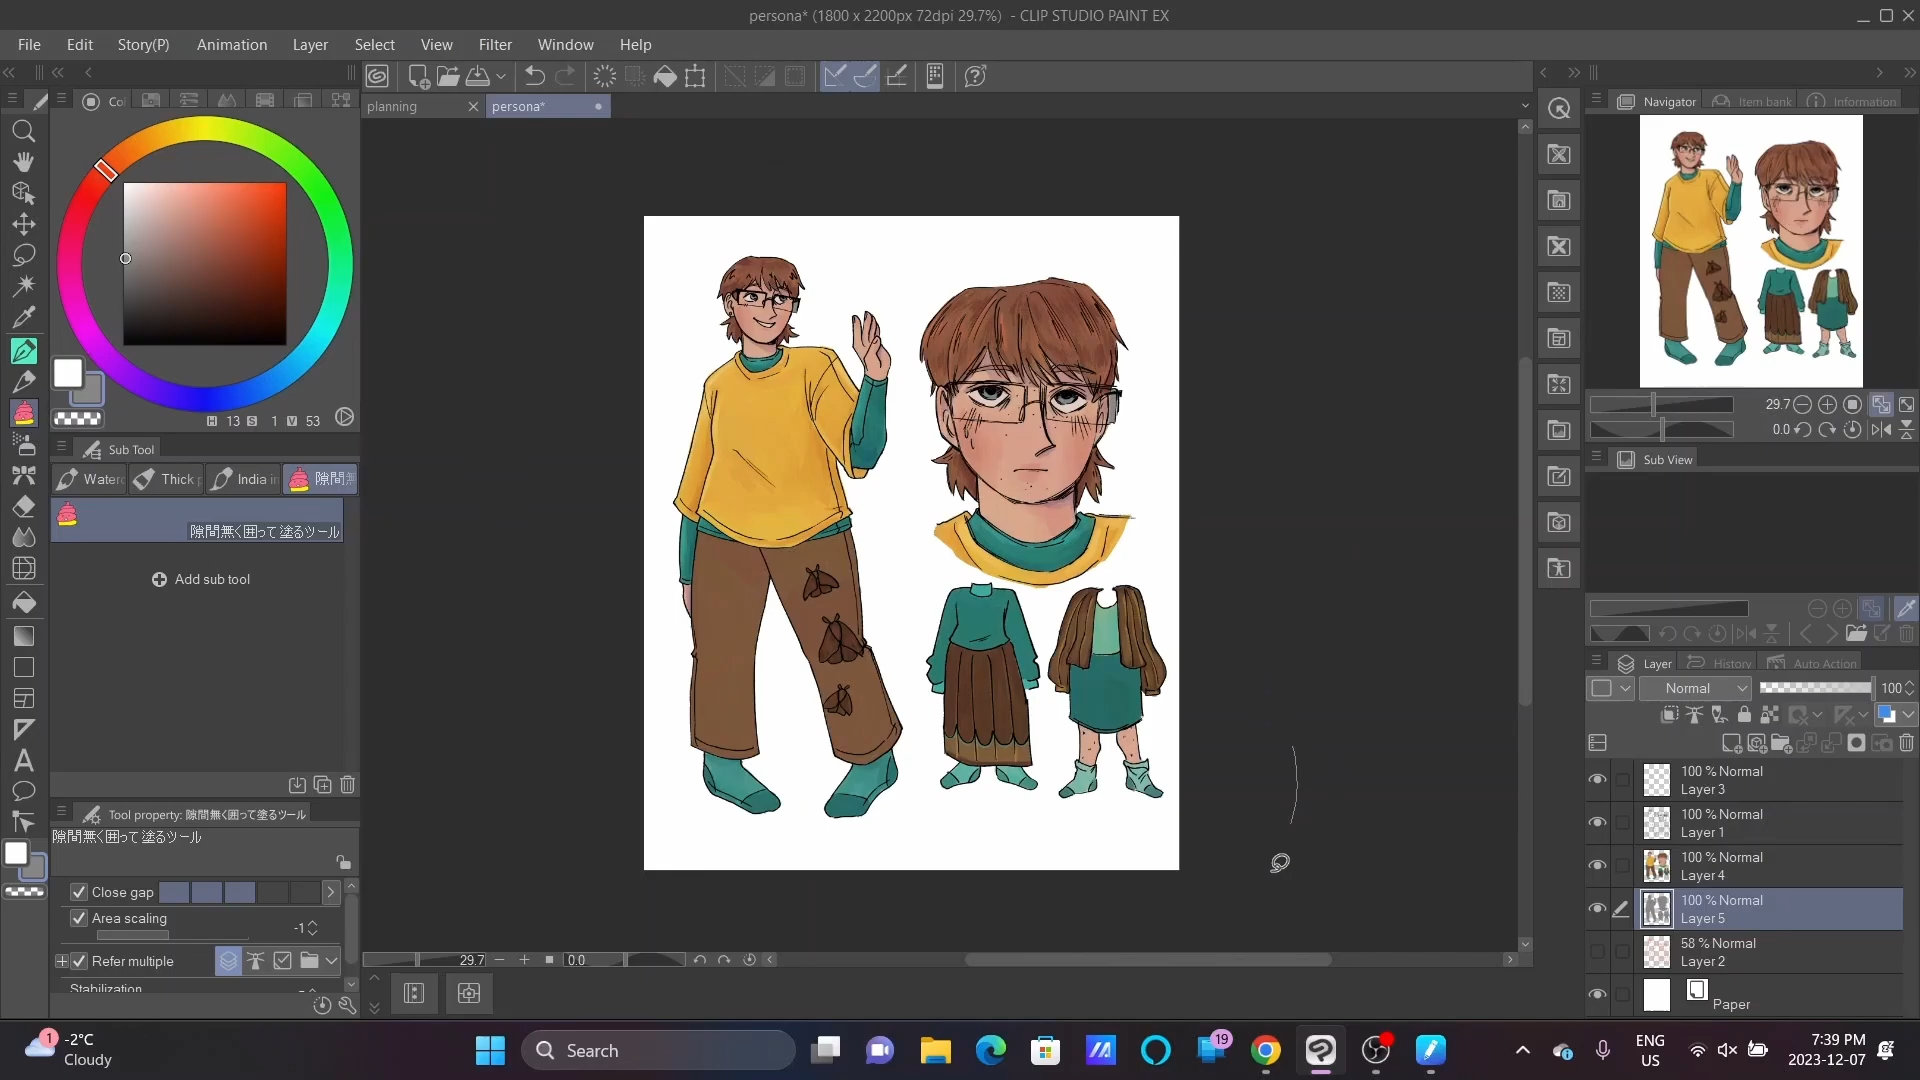 persona* (1800 x 2200px 72dpi 29.7%)  - CLIP STUDIO PAINT EX
File Edit Story(P) Animation Layer Select View Filter Window Help
Co
planning
persona*
Navigator Item bank Information
H 13 S 1 V 53
Sub Tool
Water Thick India in 隙間無
隙間無く囲って塗るツール
Add sub tool
Tool property: 隙間無く囲って塗るツール
隙間無く囲って塗るツール
Close gap
Area scaling -1
Refer multiple
Stabilization
29.7 0.0
29.7
0.0
Sub View
Layer History Auto Action
Normal 100
100 % Normal
Layer 3
100 % Normal
Layer 1
100 % Normal
Layer 4
100 % Normal
Layer 5
58 % Normal
Layer 2
Paper
1
-2°C
Cloudy
Search
19
ENG
US
7:39 PM
2023-12-07